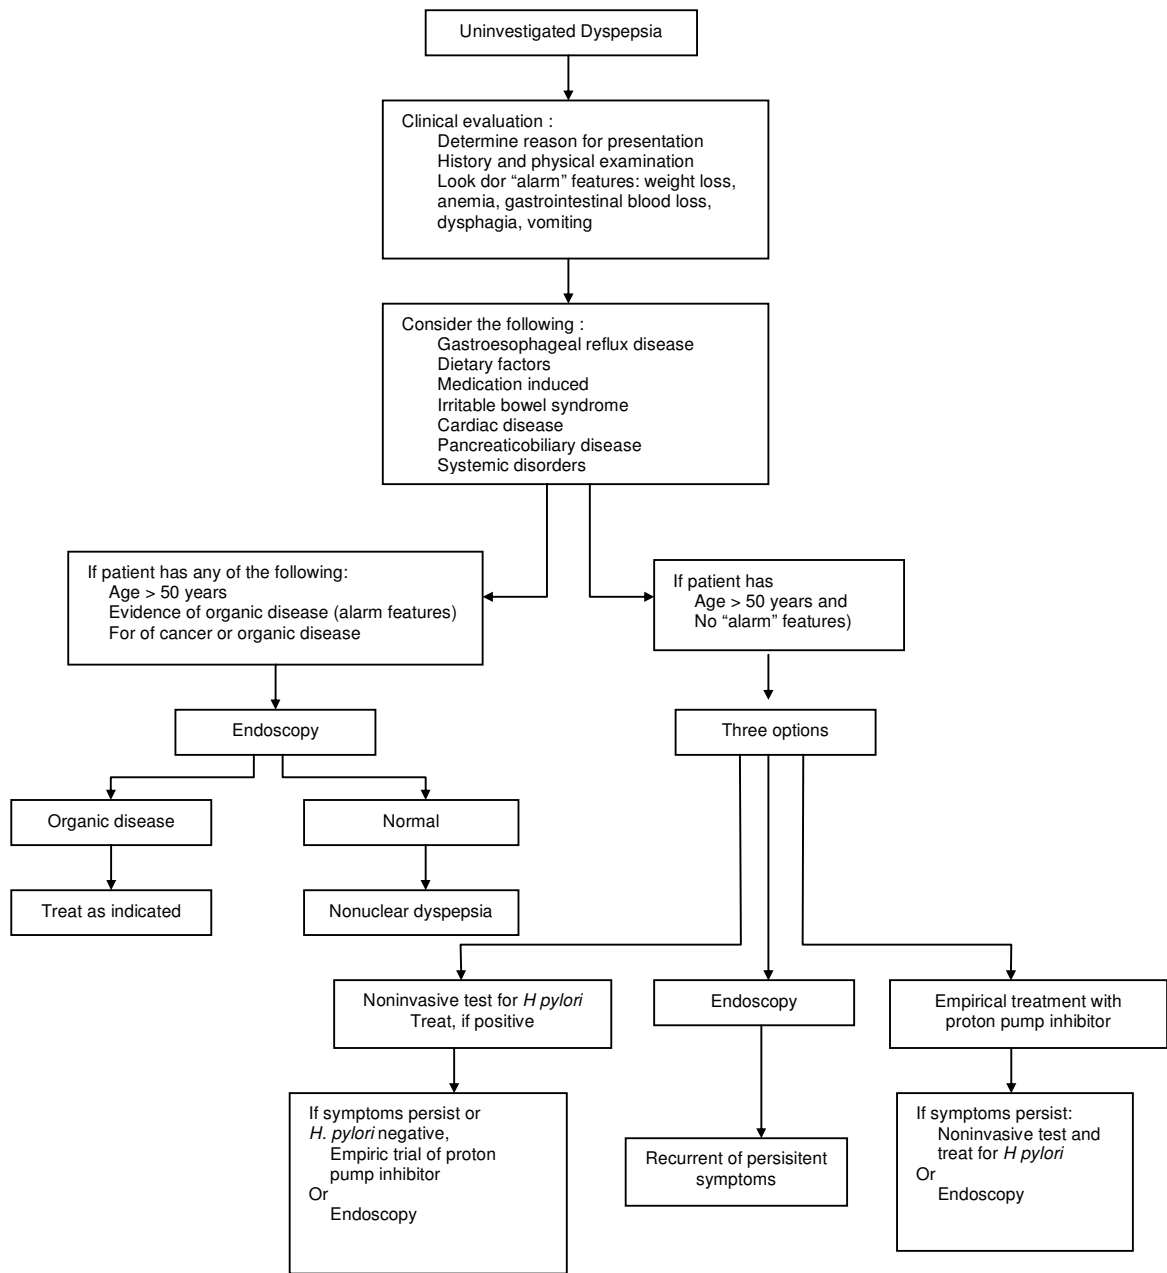 Uninvestigated Dyspepsia
Clinical evaluation :
Determine reason for presentation
History and physical examination
Look dor “alarm” features: weight loss,
anemia, gastrointestinal blood loss,
dysphagia, vomiting
Consider the following :
Gastroesophageal reflux disease
Dietary factors
Medication induced
Irritable bowel syndrome
Cardiac disease
Pancreaticobiliary disease
Systemic disorders
If patient has any of the following:
Age > 50 years
Evidence of organic disease (alarm features)
For of cancer or organic disease
If patient has
Age > 50 years and
No “alarm” features)
Endoscopy
Three options
Organic disease
Normal
Treat as indicated
Nonuclear dyspepsia
Noninvasive test for H pylori
Treat, if positive
Endoscopy
Empirical treatment with
proton pump inhibitor
If symptoms persist or
H. pylori negative,
Empiric trial of proton
pump inhibitor
Or
Endoscopy
Recurrent of persisitent
symptoms
If symptoms persist:
Noninvasive test and
treat for H pylori
Or
Endoscopy